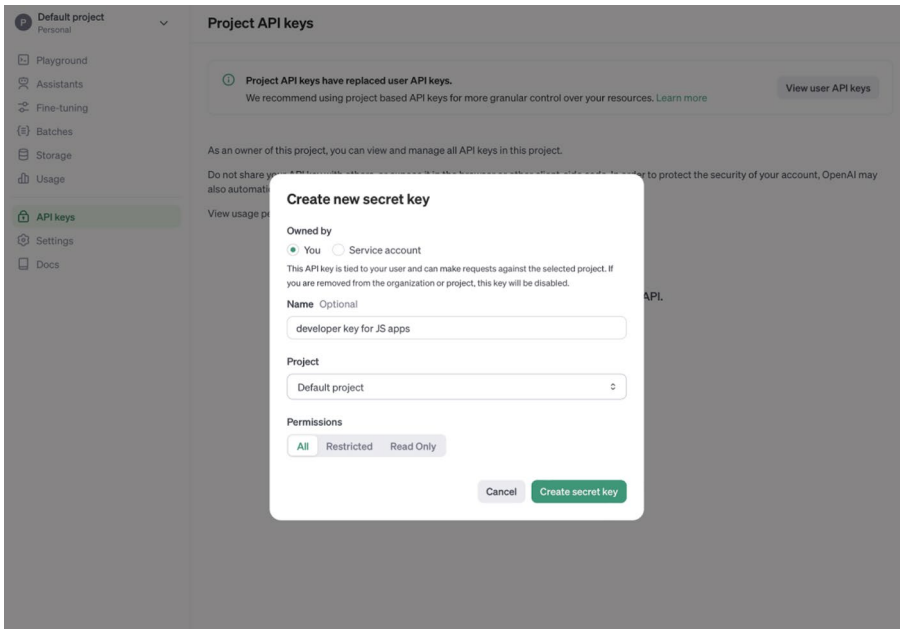 P
Default project
Personal
Playground
Assistants
Fine-tuning
Batches
Storage
Usage
API keys
Settings
Docs
Project API keys
Project API keys have replaced user API keys.
We recommend using project based API keys for more granular control over your resources. Learn more
View user API keys
As an owner of this project, you can view and manage all API keys in this project.
Do not share to protect the security of your account, OpenAI may
also
View usage
API.
Create new secret key
Owned by
You Service account
This API key is tied to your user and can make requests against the selected project. If
you are removed from the organization or project, this key will be disabled.
Name Optional
developer key for JS apps
Project
Default project
Permissions
All Restricted Read Only
Cancel Create secret key